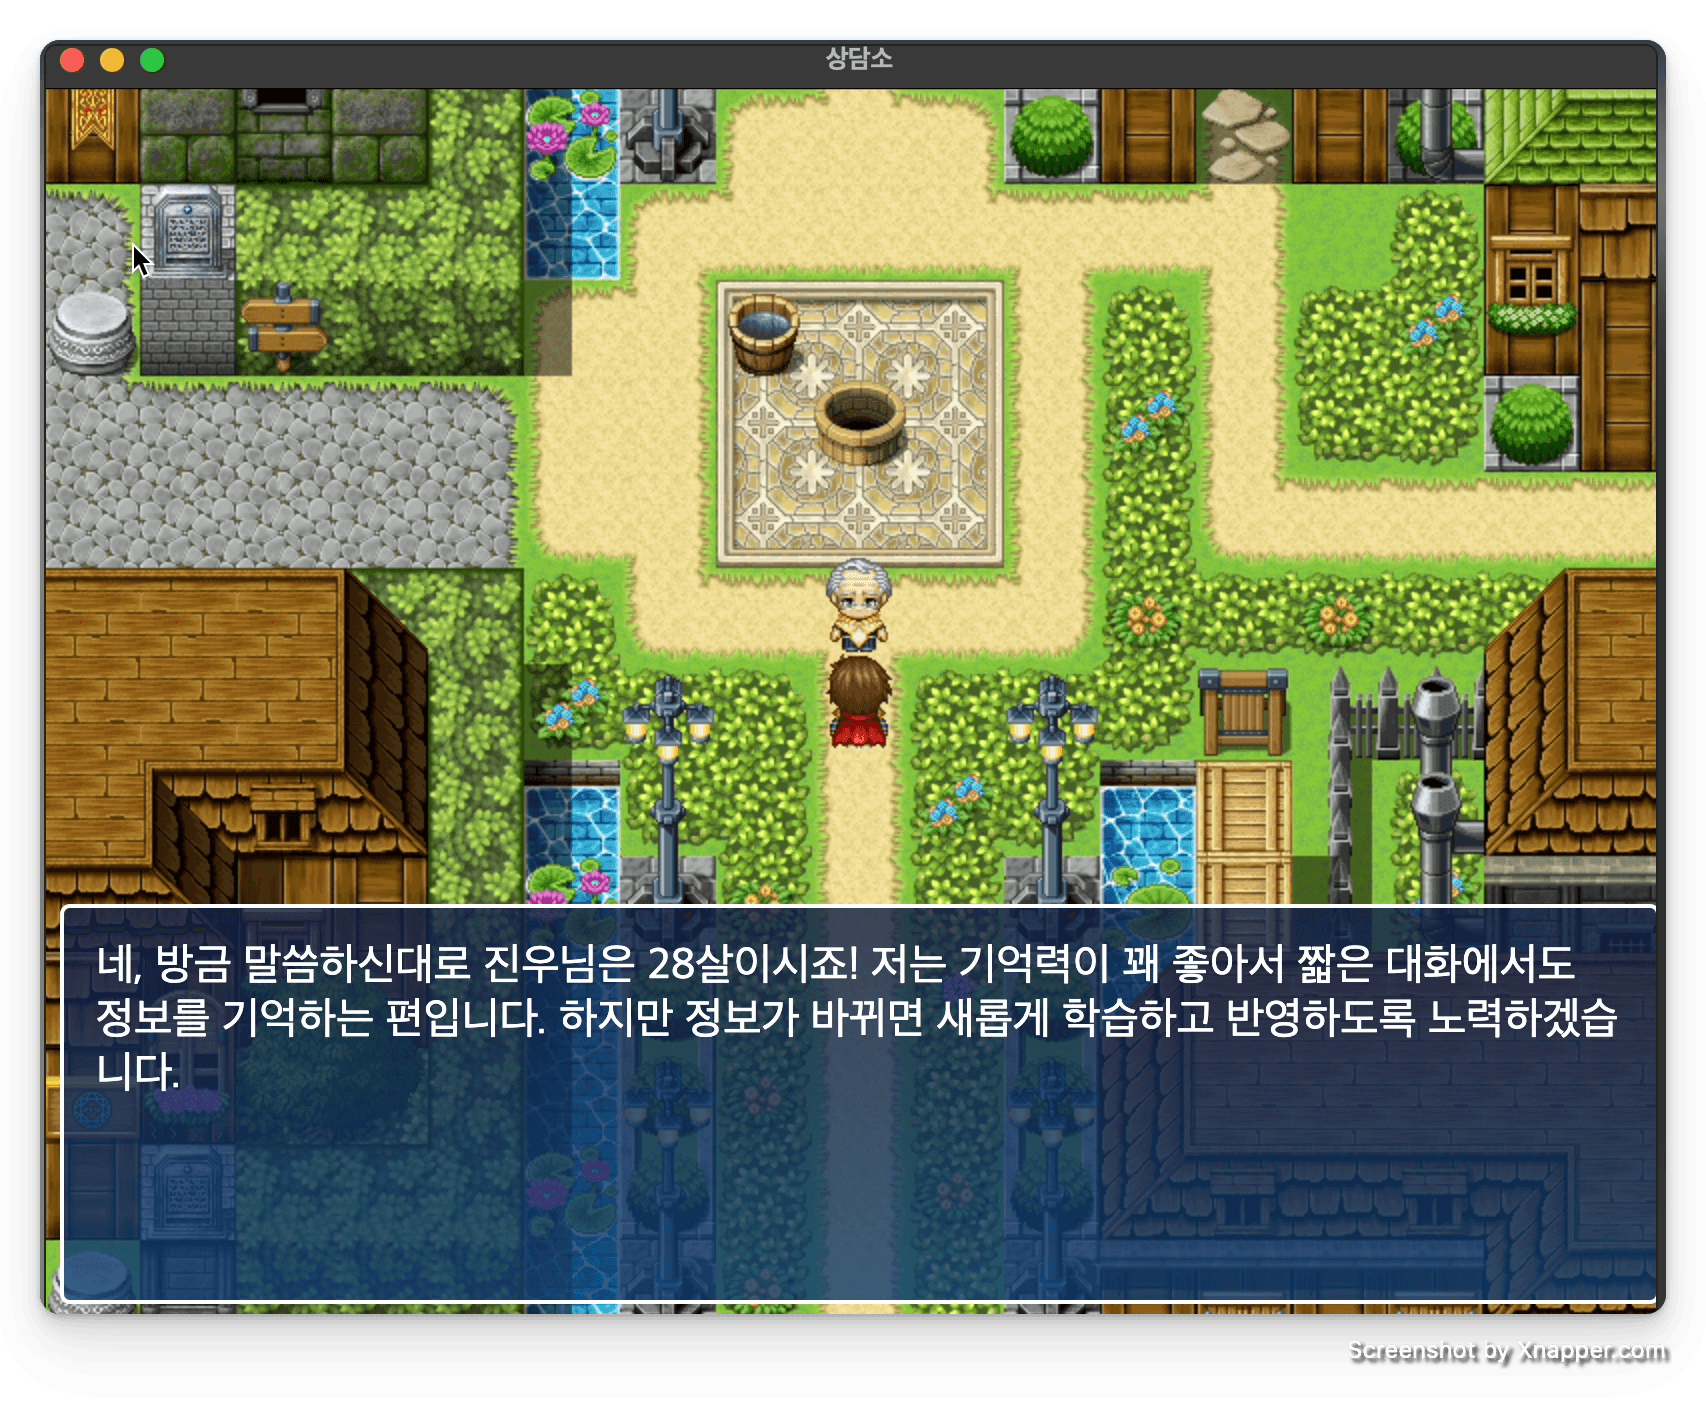 상담소
네, 방금 말씀하신대로 진우님은 28살이시죠! 저는 기억력이 꽤 좋아서 짧은 대화에서도
정보를 기억하는 편입니다. 하지만 정보가 바뀌면 새롭게 학습하고 반영하도록 노력하겠습
니다.
Screenshot by Xnapper.com